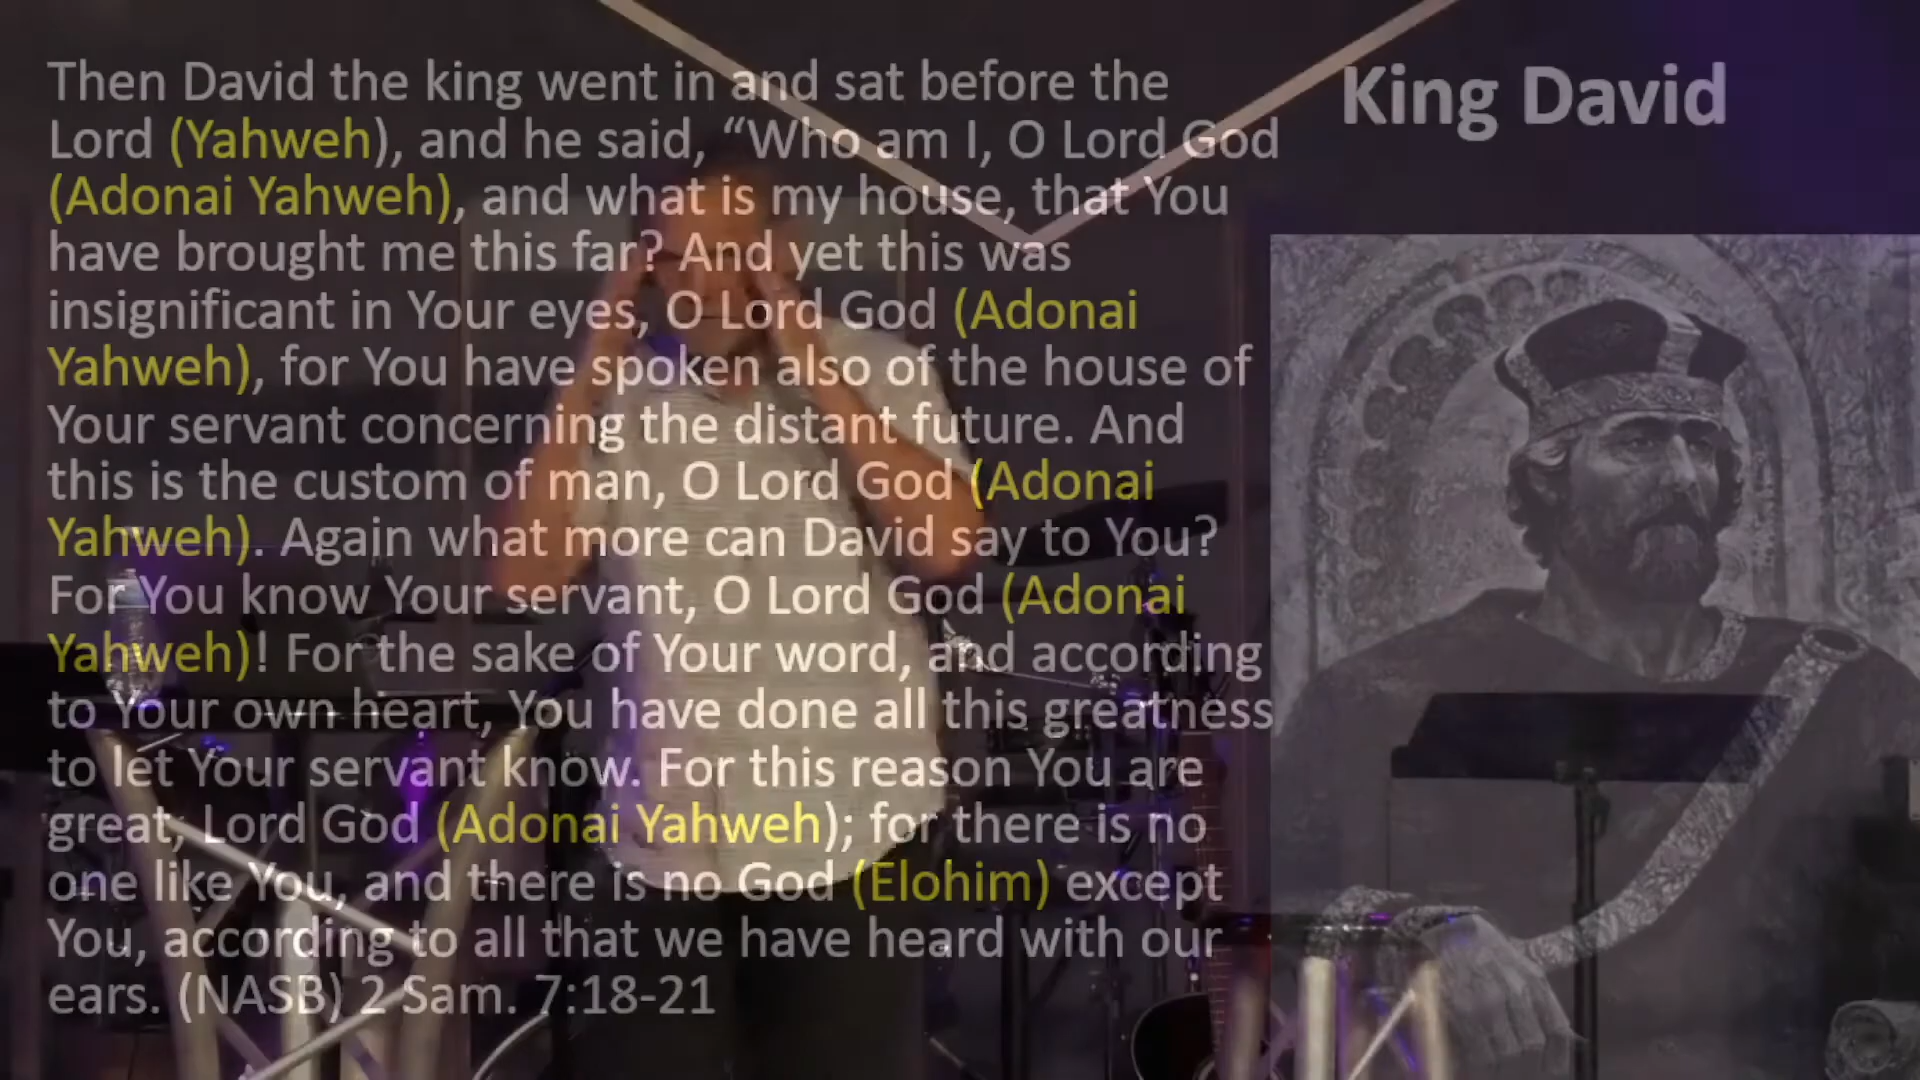 Then David the king went in and sat before the
Lord (Yahweh), and he said, “Who am I, O Lord God
(Adonai Yahweh), and what is my house, that You
have brought me this far? And yet this was
insignificant in Your eyes, O Lord God (Adonai
Yahweh), for You have spoken also of the house of
Your servant concerning the distant future. And
this is the custom of man, O Lord God (Adonai
Yahweh). Again what more can David say to You?
For You know Your servant, O Lord God (Adonai
Yahweh)! For the sake of Your word, and according
to Your own heart, You have done all this greatness
to let Your servant know. For this reason You are
great, Lord God (Adonai Yahweh); for there is no
one like You, and there is no God (Elohim) except
You, according to all that we have heard with our
ears. (NASB) 2 Sam. 7:18-21
King David